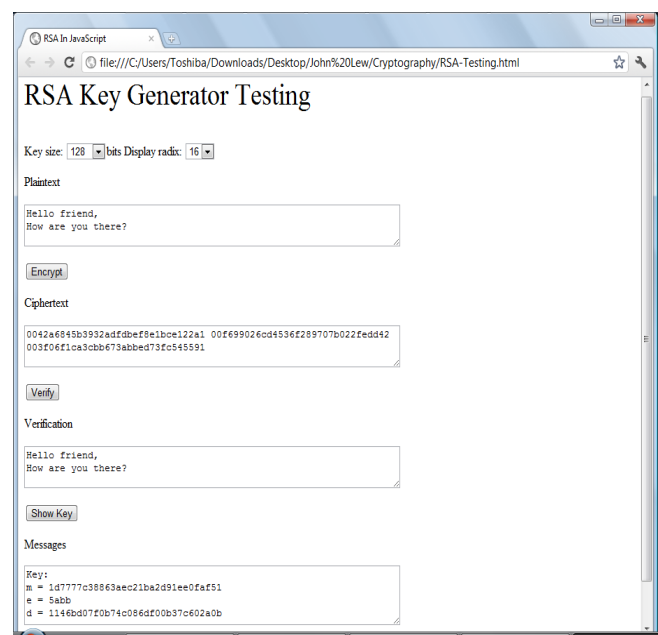 RSA In JavaScript
file:///C:/Users/Toshiba/Downloads/Desktop/John%20Lew/Cryptography/RSA-Testing.html
RSA Key Generator Testing
Key size: 128 bits Display radix: 16
Plaintext
Hello friend,
How are you there?
Encrypt
Ciphertext
0042a6845b3932adfdbef8e1bce122a1 00f699026cd4536f289707b022fedd42
003f06f1ca3cbb673abbed73fc545591
Verify
Verification
Hello friend,
How are you there?
Show Key
Messages
Key:
m = 1d7777c38863aec21ba2d91ee0faf51
e = 5abb
d = 1146bd07f0b74c086df00b37c602a0b